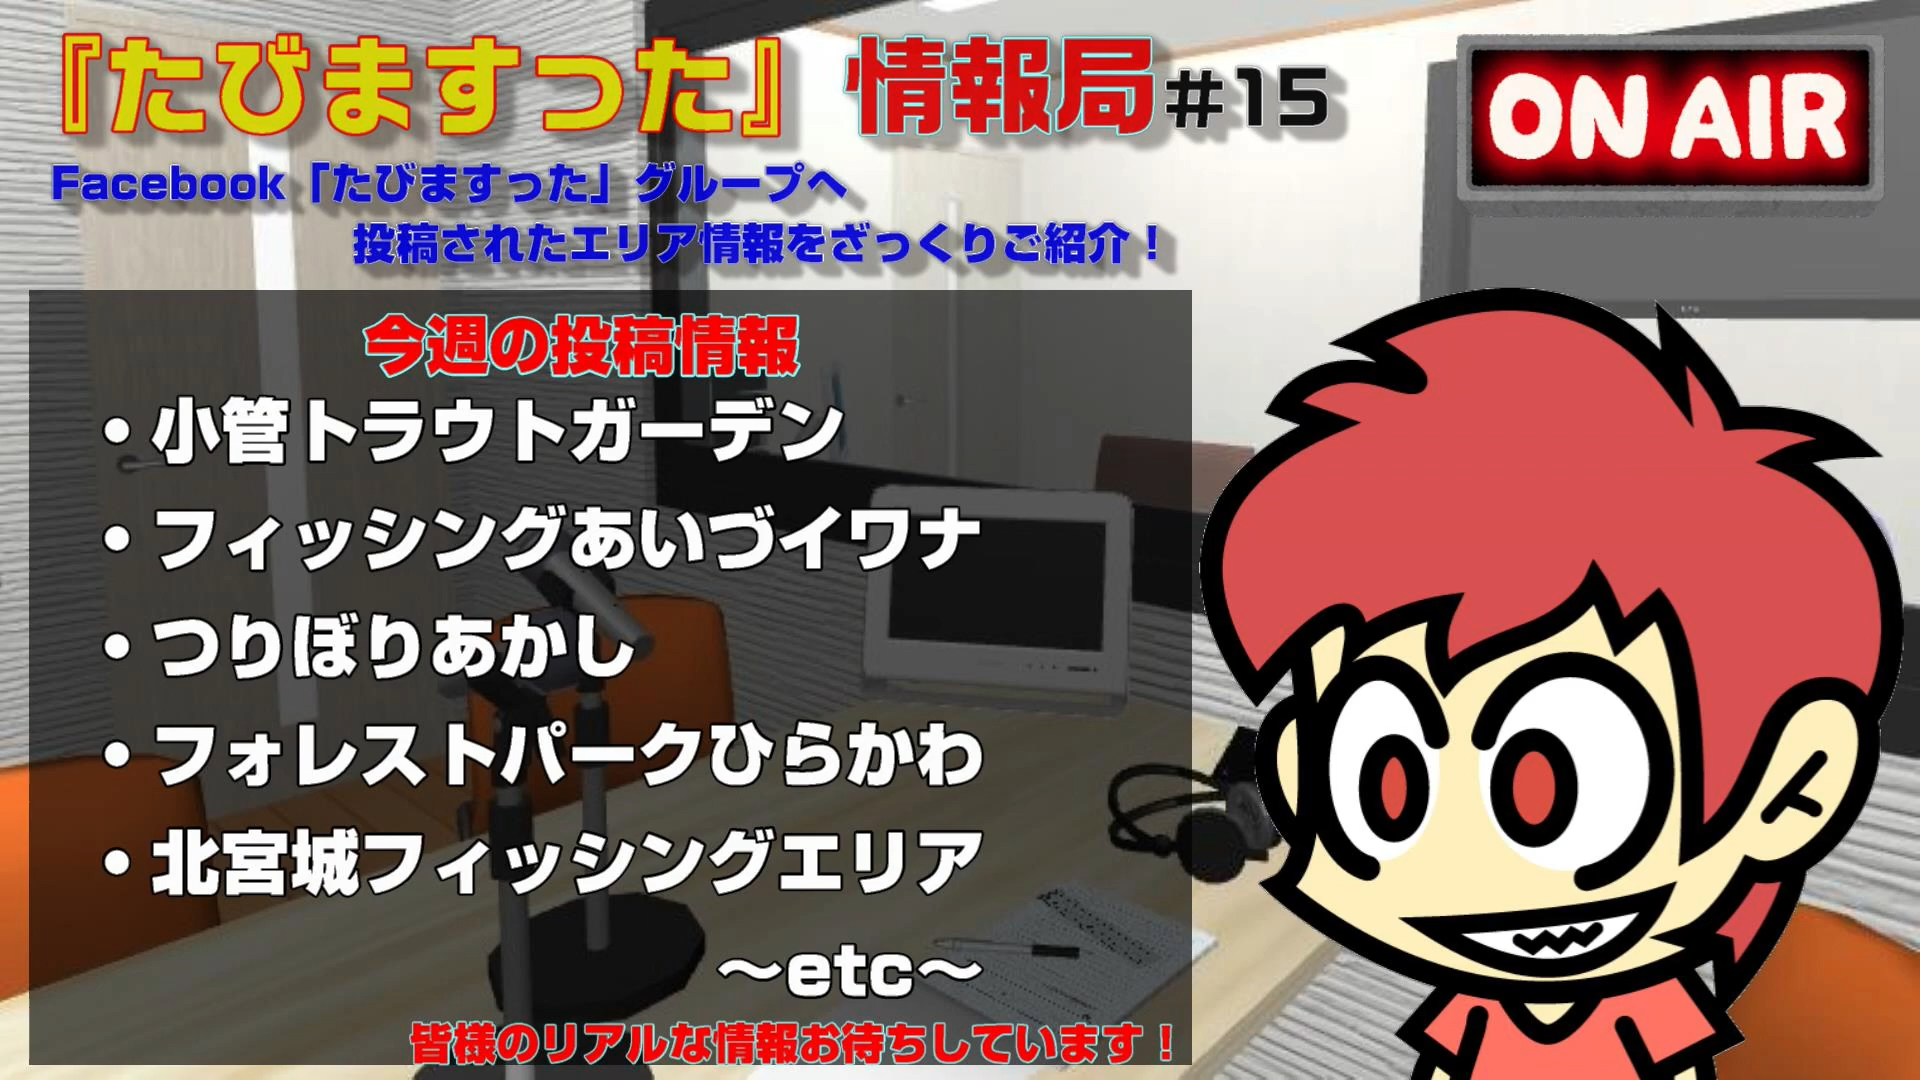 『たびますった』情報局#15
ON AIR
Facebook「たびますった」グループへ
投稿されたエリア情報をざっくりご紹介！
今週の投稿情報
・小管トラウトガーデン
・フィッシングあいづイワナ
・つりぼりあかし
・フォレストパークひらかわ
・北宮城フィッシングエリア
～etc～
皆様のリアルな情報お待ちしています！